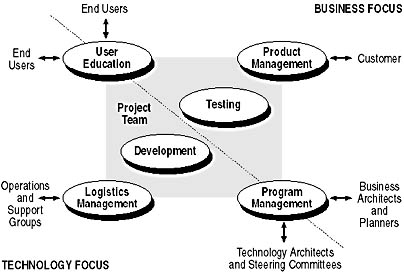 End Users
BUSINESS FOCUS
End
Users
User
Education
Product
Management
Customer
Project
Team
Testing
Development
Operations
and
Support
Groups
Logistics
Management
Program
Management
Business
Architects
and
Planners
Technology Architects
and Steering Committees
TECHNOLOGY FOCUS